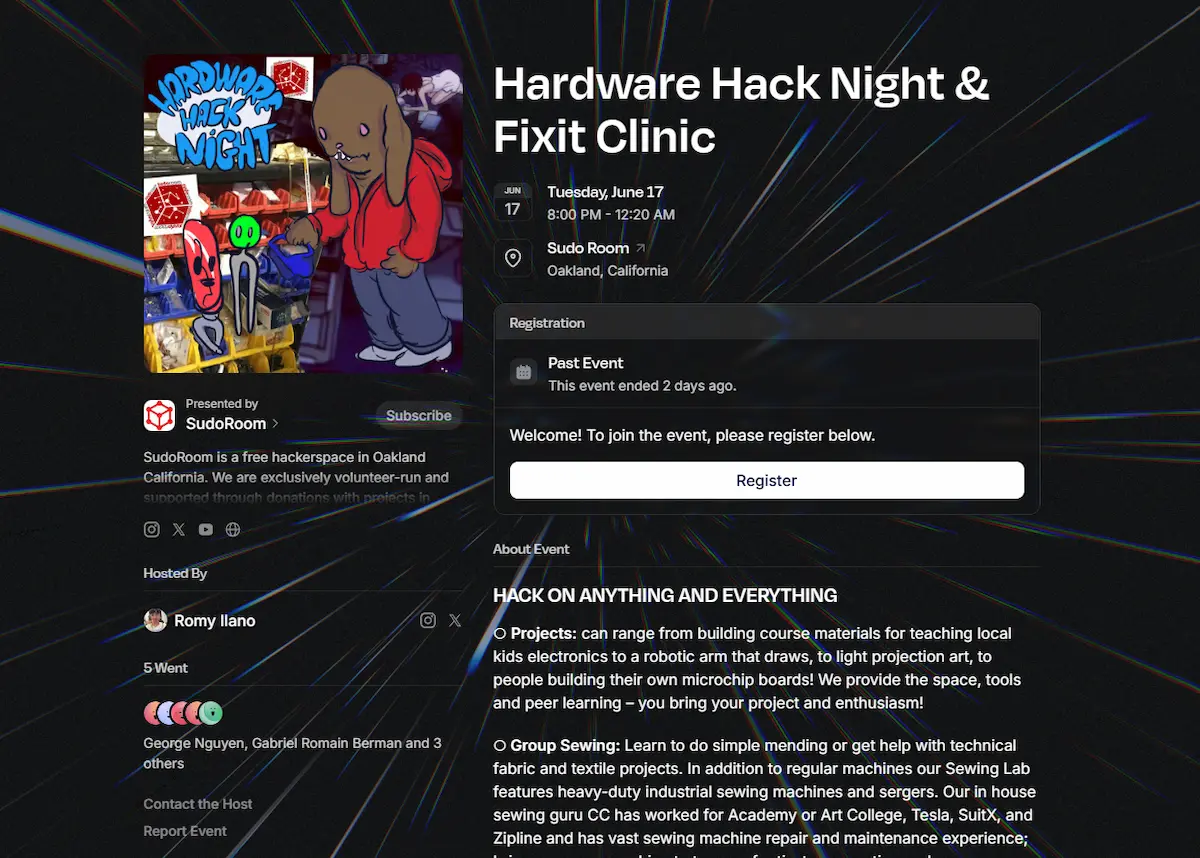 HARDWARE
HACK
NIGHT
Hardware Hack Night &
Fixit Clinic
JUN
17
Tuesday, June 17
8:00 PM - 12:20 AM
Sudo Room
Oakland, California
Registration
Past Event
This event ended 2 days ago.
Welcome! To join the event, please register below.
Register
Presented by
SudoRoom
Subscribe
SudoRoom is a free hackerspace in Oakland
California. We are exclusively volunteer-run and
supported through donations with projects in
Hosted By
Romy Ilano
5 Went
George Nguyen, Gabriel Romain Berman and 3
others
Contact the Host
Report Event
About Event
HACK ON ANYTHING AND EVERYTHING
○ Projects: can range from building course materials for teaching local
kids electronics to a robotic arm that draws, to light projection art, to
people building their own microchip boards! We provide the space, tools
and peer learning – you bring your project and enthusiasm!
○ Group Sewing: Learn to do simple mending or get help with technical
fabric and textile projects. In addition to regular machines our Sewing Lab
features heavy-duty industrial sewing machines and sergers. Our in house
sewing guru CC has worked for Academy or Art College, Tesla, SuitX, and
Zipline and has vast sewing machine repair and maintenance experience;